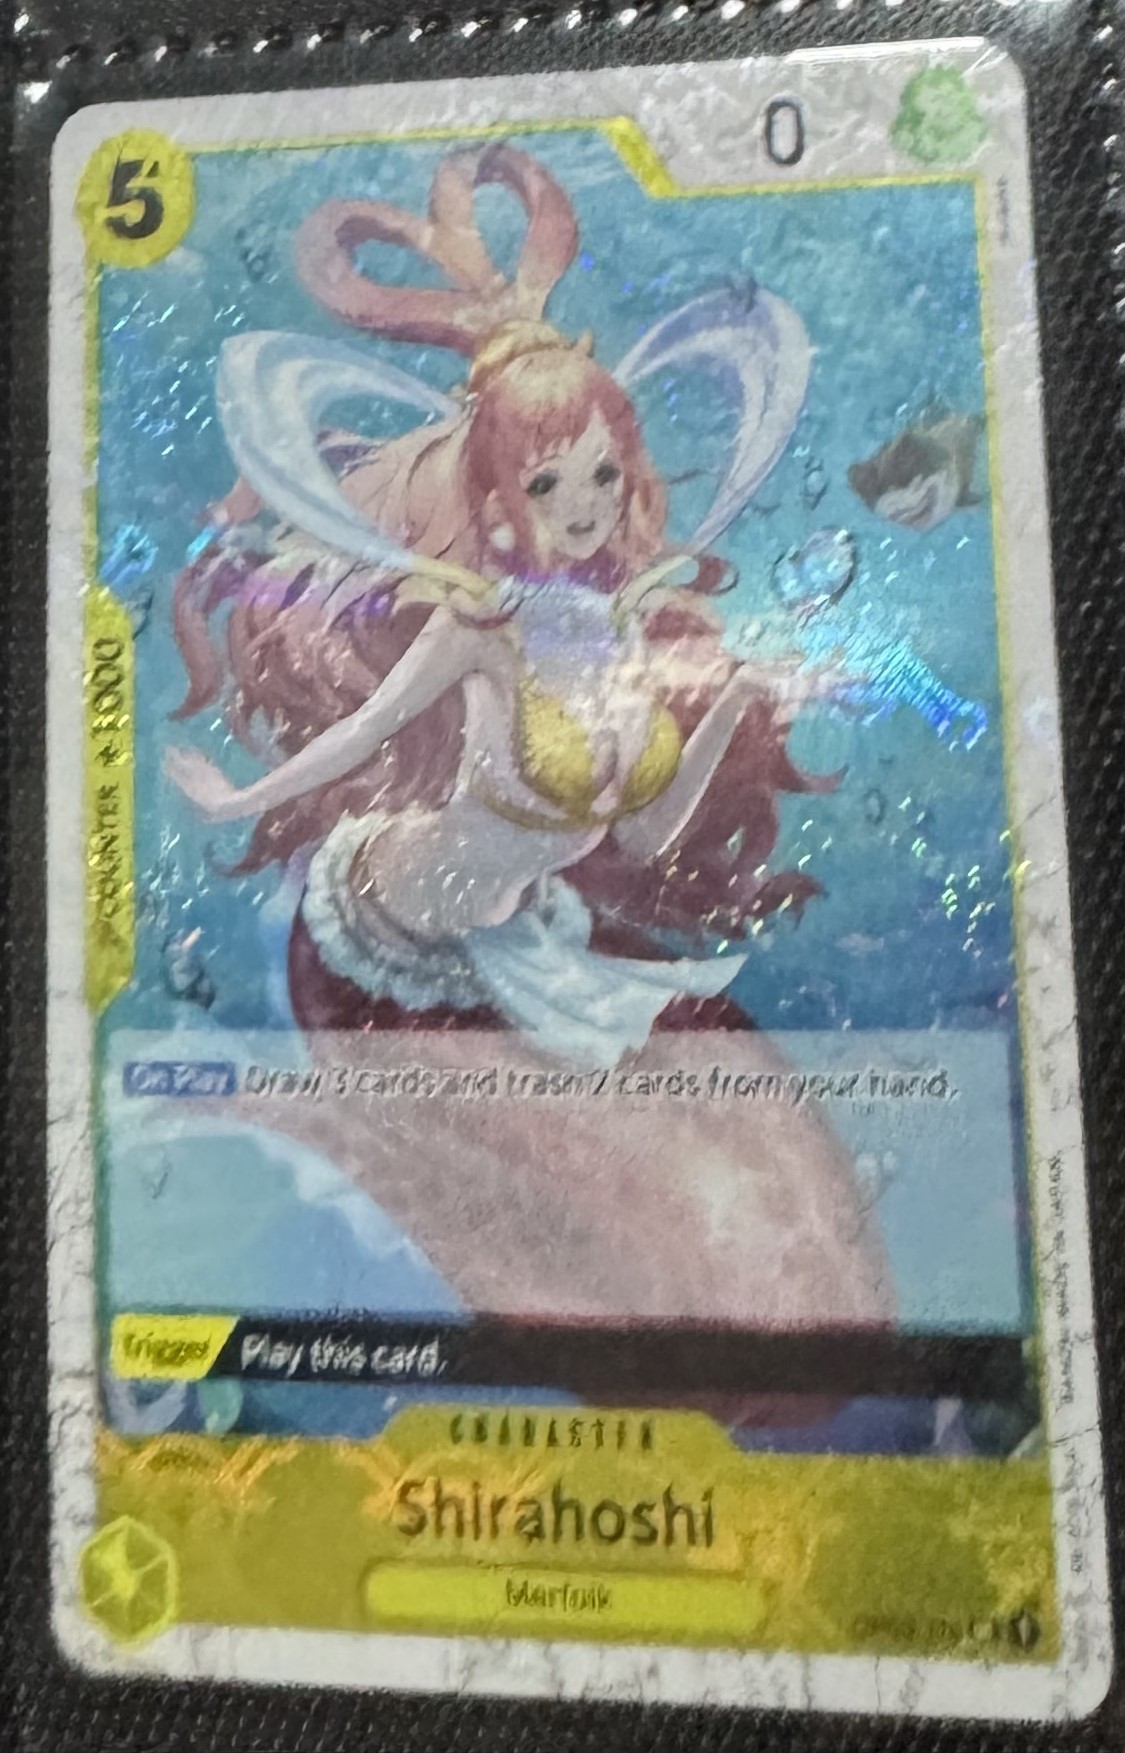 5
0
COUNTER +1000
On Play Draw 3 cards and trash 2 cards from your hand.
Trigger Play this card.
CHARACTER
Shirahoshi
Merfolk